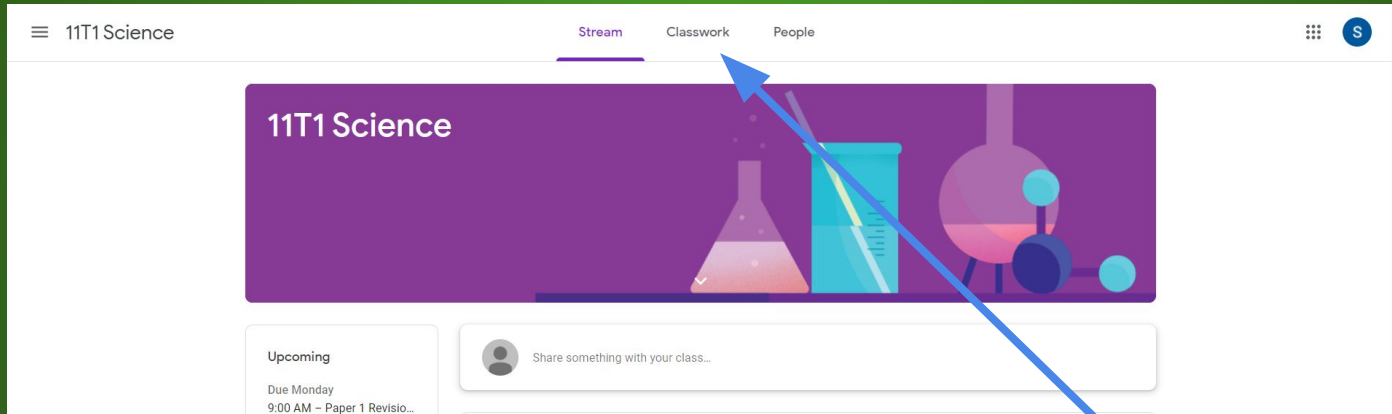 11T1 Science
Stream Classwork People
S
11T1 Science
Upcoming
Share something with your class...
Due Monday
9:00 AM – Paper 1 Revisio...